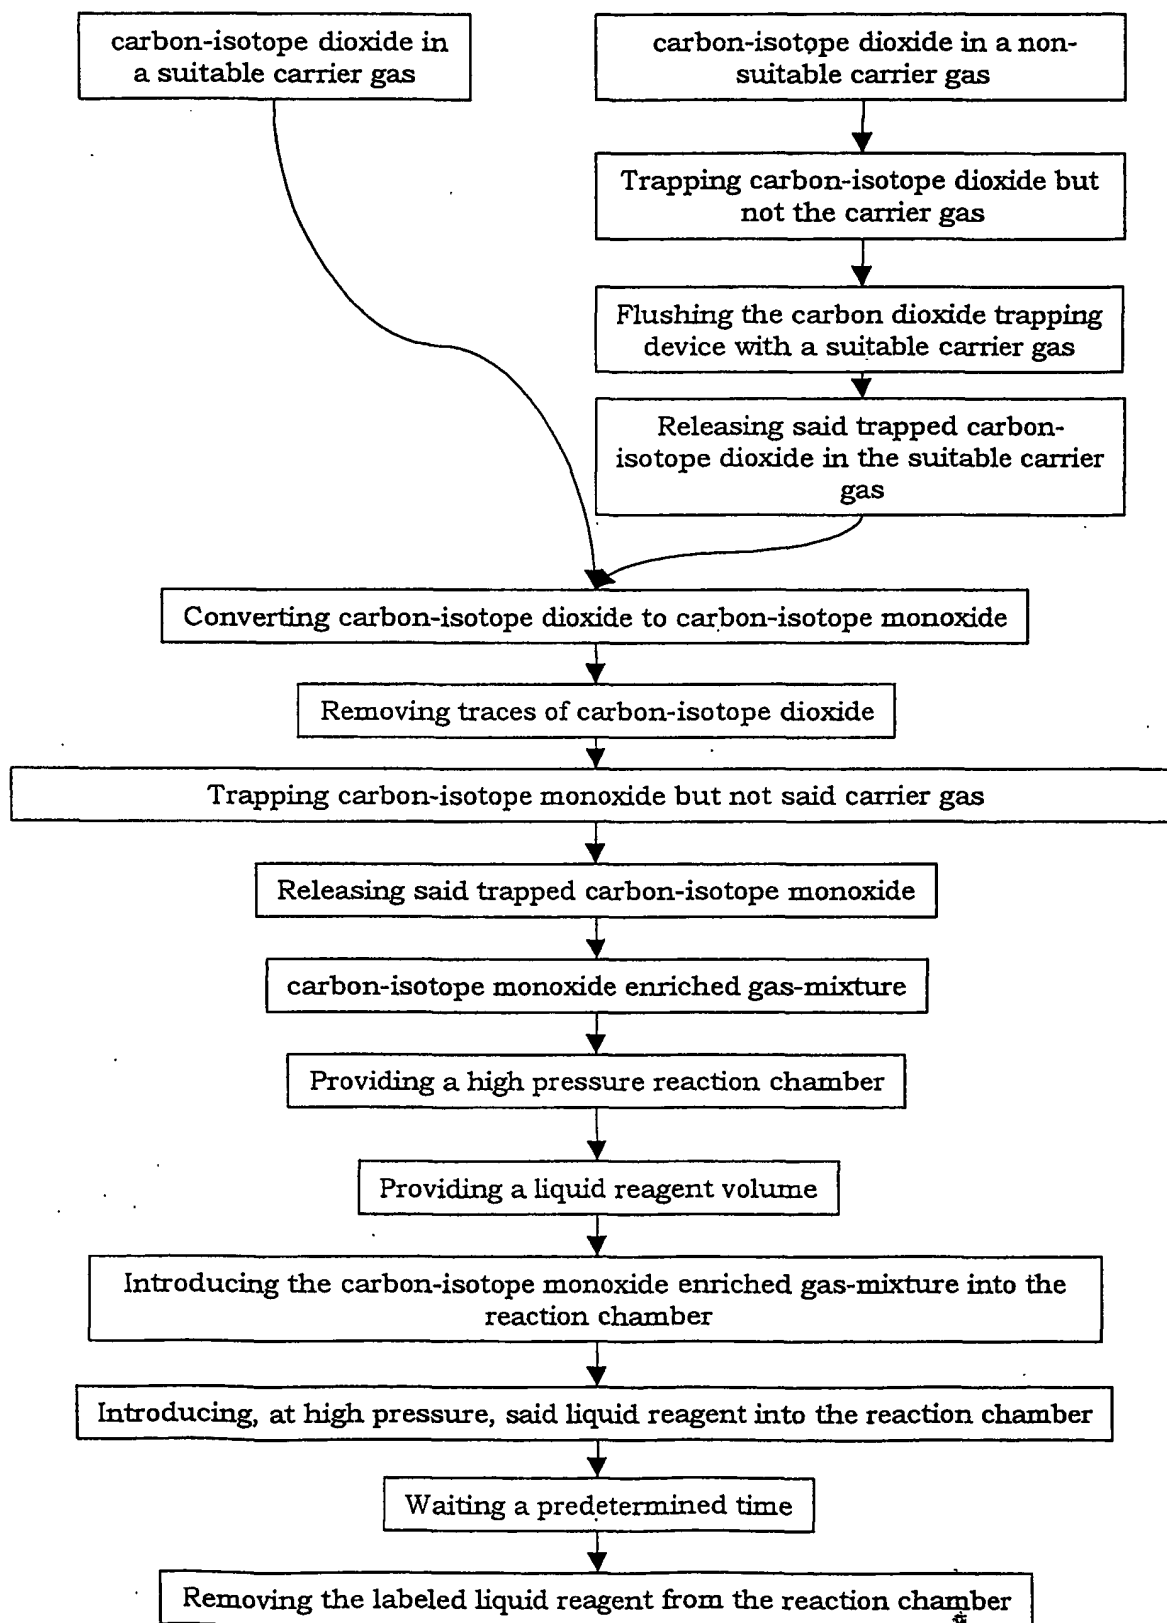 carbon-isotope dioxide in
a suitable carrier gas
carbon-isotope dioxide in a non-
suitable carrier gas
Trapping carbon-isotope dioxide but
not the carrier gas
Flushing the carbon dioxide trapping
device with a suitable carrier gas
Releasing said trapped carbon-
isotope dioxide in the suitable carrier
gas
Converting carbon-isotope dioxide to carbon-isotope monoxide
Removing traces of carbon-isotope dioxide
Trapping carbon-isotope monoxide but not said carrier gas
Releasing said trapped carbon-isotope monoxide
carbon-isotope monoxide enriched gas-mixture
Providing a high pressure reaction chamber
Providing a liquid reagent volume
Introducing the carbon-isotope monoxide enriched gas-mixture into the
reaction chamber
Introducing, at high pressure, said liquid reagent into the reaction chamber
Waiting a predetermined time
Removing the labeled liquid reagent from the reaction chamber